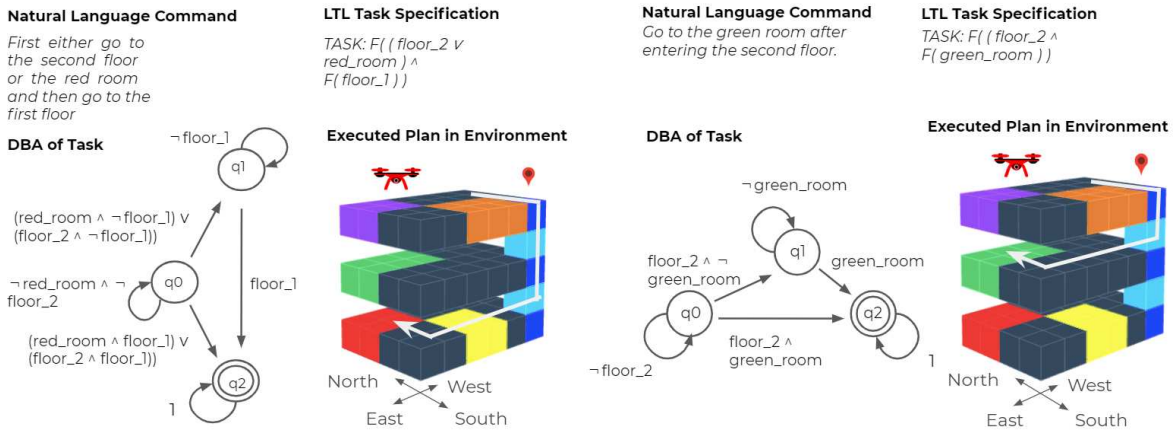 Natural Language Command
First either go to
the second floor
or the red room
and then go to the
first floor
LTL Task Specification
TASK: F( ( floor_2 ∨
red_room ) ∧
F( floor_1 ) )
DBA of Task
¬ floor_1
q1
(red_room ∧ ¬ floor_1) ∨
(floor_2 ∧ ¬ floor_1))
q0
¬ red_room ∧ ¬
floor_2
floor_1
(red_room ∧ floor_1) ∨
(floor_2 ∧ floor_1))
q2
1
Executed Plan in Environment
North
West
East
South
Natural Language Command
Go to the green room after
entering the second floor.
LTL Task Specification
TASK: F( ( floor_2 ∧
F( green_room ) )
DBA of Task
¬ green_room
q1
floor_2 ∧ ¬
green_room
green_room
q0
q2
floor_2 ∧
green_room
¬ floor_2
1
Executed Plan in Environment
North
West
East
South